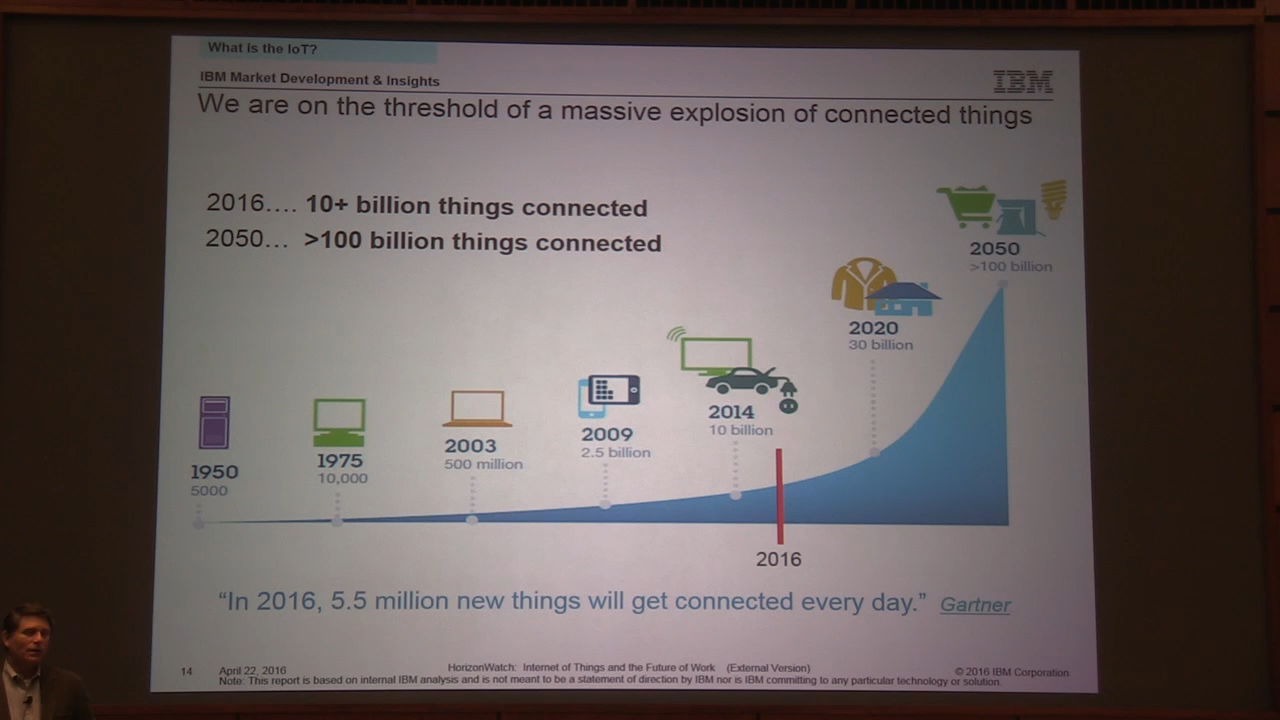 What is the IoT?
IBM Market Development & Insights
IBM
We are on the threshold of a massive explosion of connected things
2016…. 10+ billion things connected
2050… >100 billion things connected
2050
>100 billion
2020
30 billion
2014
10 billion
2009
2.5 billion
2003
500 million
1975
10,000
1950
5000
2016
“In 2016, 5.5 million new things will get connected every day.” Gartner
14 April 22, 2016 HorizonWatch: Internet of Things and the Future of Work (External Version) © 2016 IBM Corporation
Note: This report is based on internal IBM analysis and is not meant to be a statement of direction by IBM nor is IBM committing to any particular technology or solution.